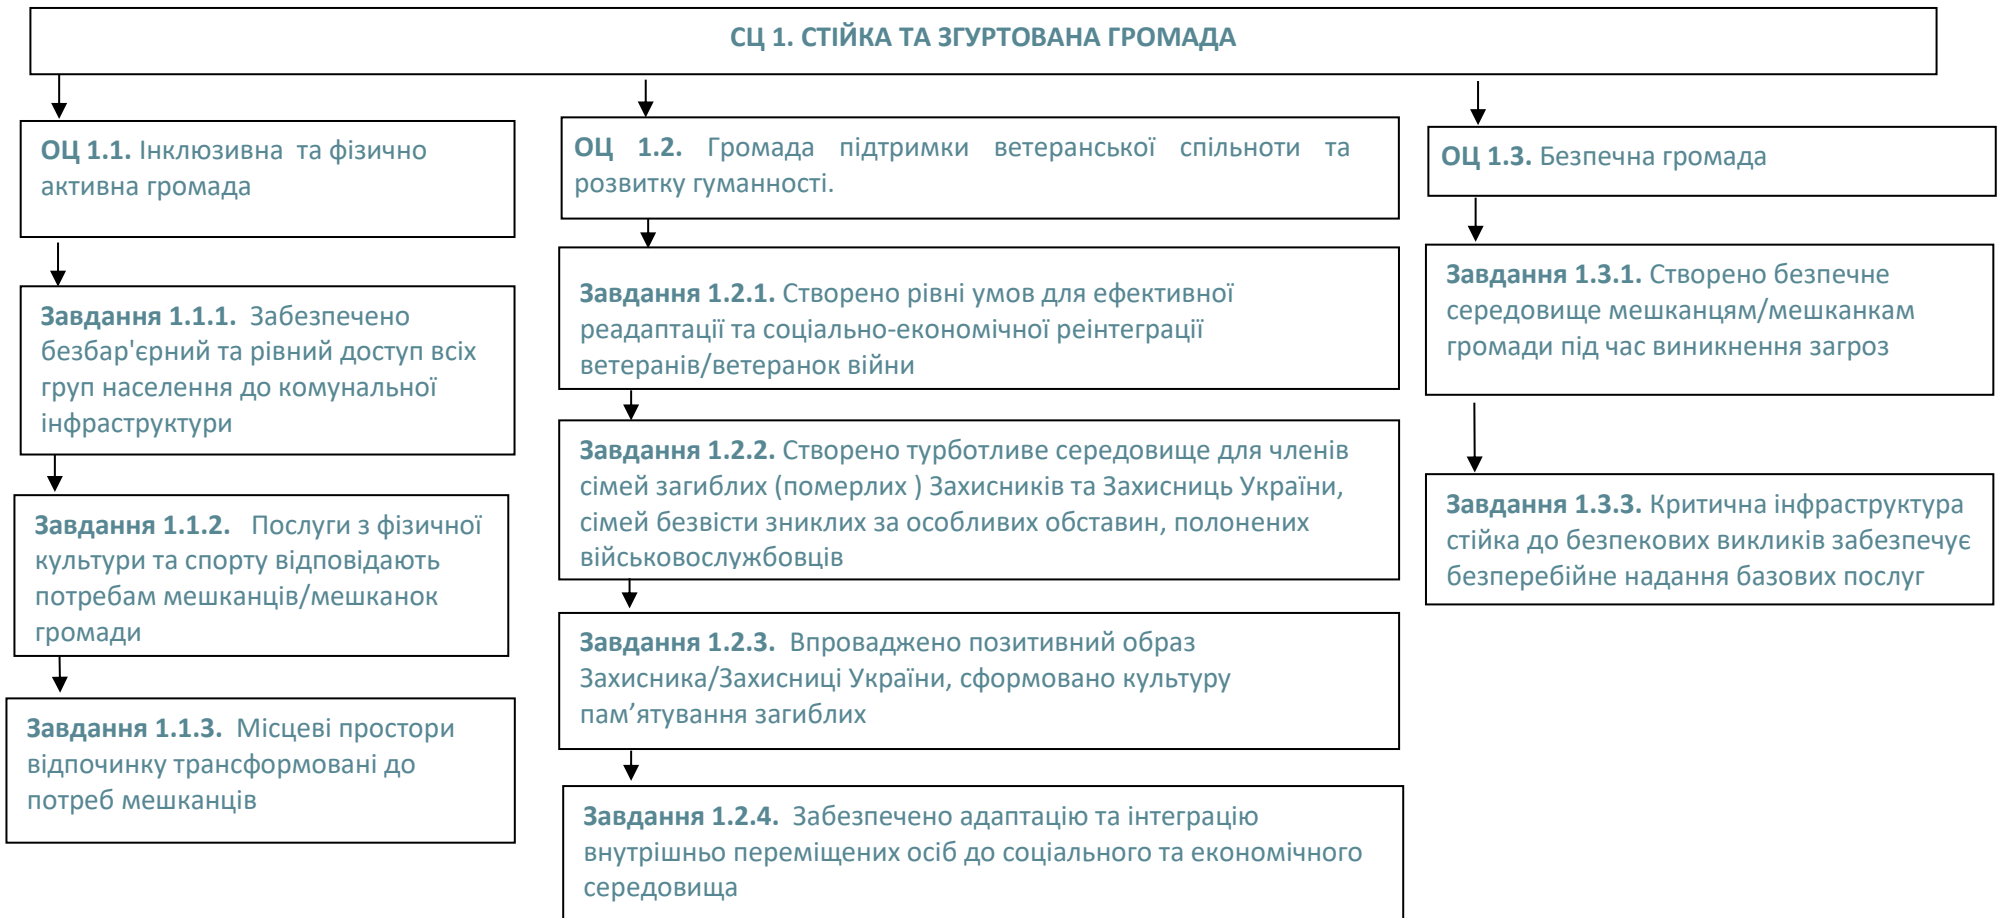 СЦ 1. СТІЙКА ТА ЗГУРТОВАНА ГРОМАДА
ОЦ 1.1. Інклюзивна та фізично
активна громада
Завдання 1.1.1. Забезпечено
безбар'єрний та рівний доступ всіх
груп населення до комунальної
інфраструктури
Завдання 1.1.2. Послуги з фізичної
культури та спорту відповідають
потребам мешканців/мешканок
громади
Завдання 1.1.3. Місцеві простори
відпочинку трансформовані до
потреб мешканців
ОЦ 1.2. Громада підтримки ветеранської спільноти та
розвитку гуманності.
Завдання 1.2.1. Створено рівні умов для ефективної
реадаптації та соціально-економічної реінтеграції
ветеранів/ветеранок війни
Завдання 1.2.2. Створено турботливе середовище для членів
сімей загиблих (померлих ) Захисників та Захисниць України,
сімей безвісти зниклих за особливих обставин, полонених
військовослужбовців
Завдання 1.2.3. Впроваджено позитивний образ
Захисника/Захисниці України, сформовано культуру
пам’ятування загиблих
Завдання 1.2.4. Забезпечено адаптацію та інтеграцію
внутрішньо переміщених осіб до соціального та економічного
середовища
ОЦ 1.3. Безпечна громада
Завдання 1.3.1. Створено безпечне
середовище мешканцям/мешканкам
громади під час виникнення загроз
Завдання 1.3.3. Критична інфраструктура
стійка до безпекових викликів забезпечує
безперебійне надання базових послуг